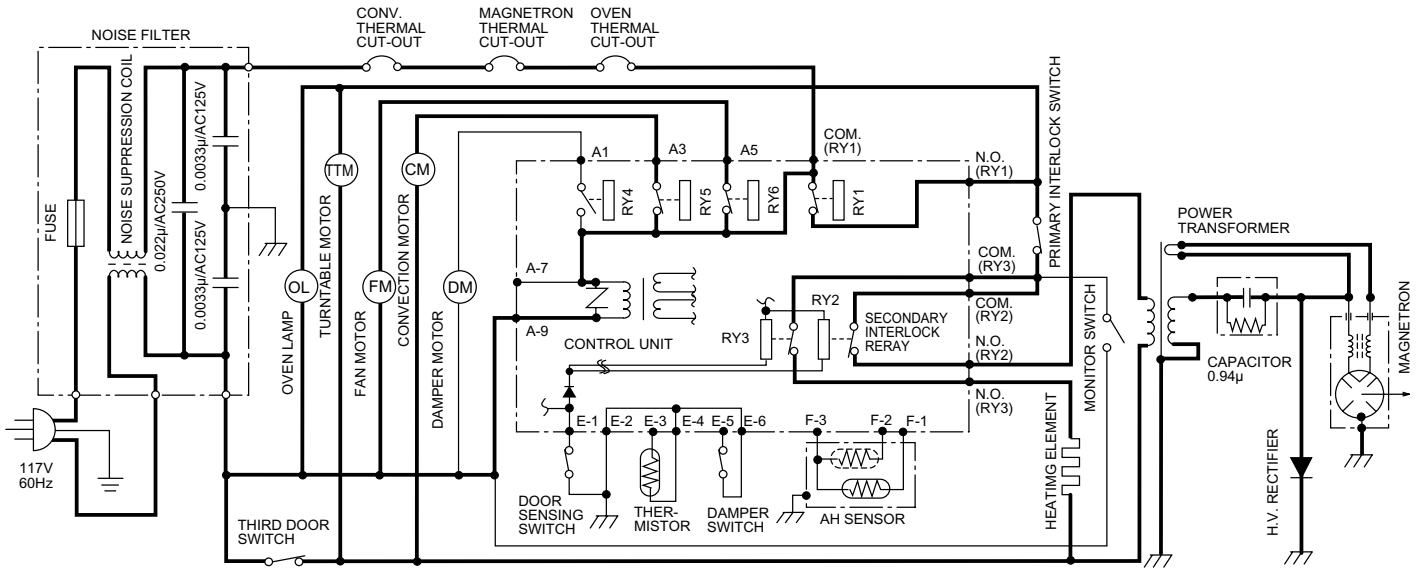 CONV.
THERMAL
CUT-OUT
MAGNETRON
THERMAL
CUT-OUT
OVEN
THERMAL
CUT-OUT
NOISE FILTER
FUSE
NOISE SUPPRESSION COIL
0.022μ/AC250V
0.0033μ/AC125V
0.0033μ/AC125V
117V
60Hz
OVEN LAMP
OL
TURNTABLE MOTOR
TTM
FAN MOTOR
FM
CONVECTION MOTOR
CM
DAMPER MOTOR
DM
A1
A3
A5
COM.
(RY1)
N.O.
(RY1)
RY4
RY5
RY6
RY1
PRIMARY INTERLOCK SWITCH
A-7
A-9
CONTROL UNIT
COM.
(RY3)
COM.
(RY2)
RY2
RY3
SECONDARY
INTERLOCK
RERAY
N.O.
(RY2)
N.O.
(RY3)
MONITOR SWITCH
POWER
TRANSFORMER
CAPACITOR
0.94μ
MAGNETRON
H.V. RECTIFIER
HEATIMG ELEMENT
E-1
E-2
E-3
E-4
E-5
E-6
F-3
F-2
F-1
DOOR
SENSING
SWITCH
THER-
MISTOR
DAMPER
SWITCH
AH SENSOR
THIRD DOOR
SWITCH